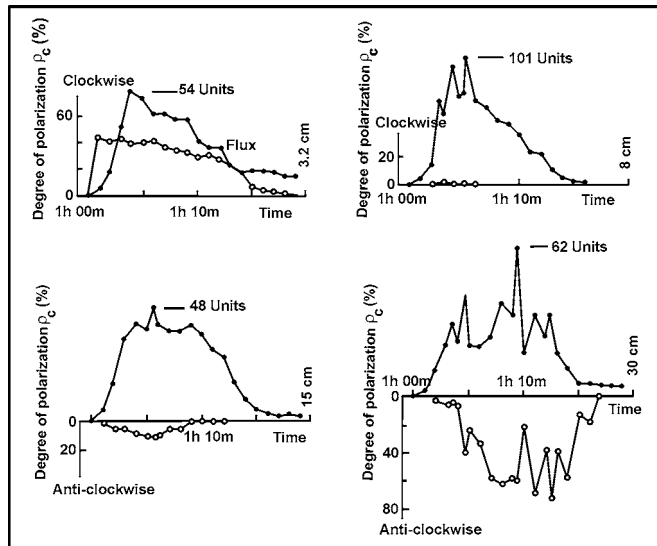 Degree of polarization ρc (%)
Clockwise
54 Units
60
Flux
3.2 cm
0
1h 00m
1h 10m
Time
Degree of polarization ρc (%)
101 Units
Clockwise
20
0
8 cm
1h 00m
1h 10m
Time
Degree of polarization ρc (%)
48 Units
15 cm
0
1h 10m
Time
20
Anti-clockwise
Degree of polarization ρc (%)
62 Units
30 cm
1h 00m
1h 10m
0
Time
40
60
80
Anti-clockwise